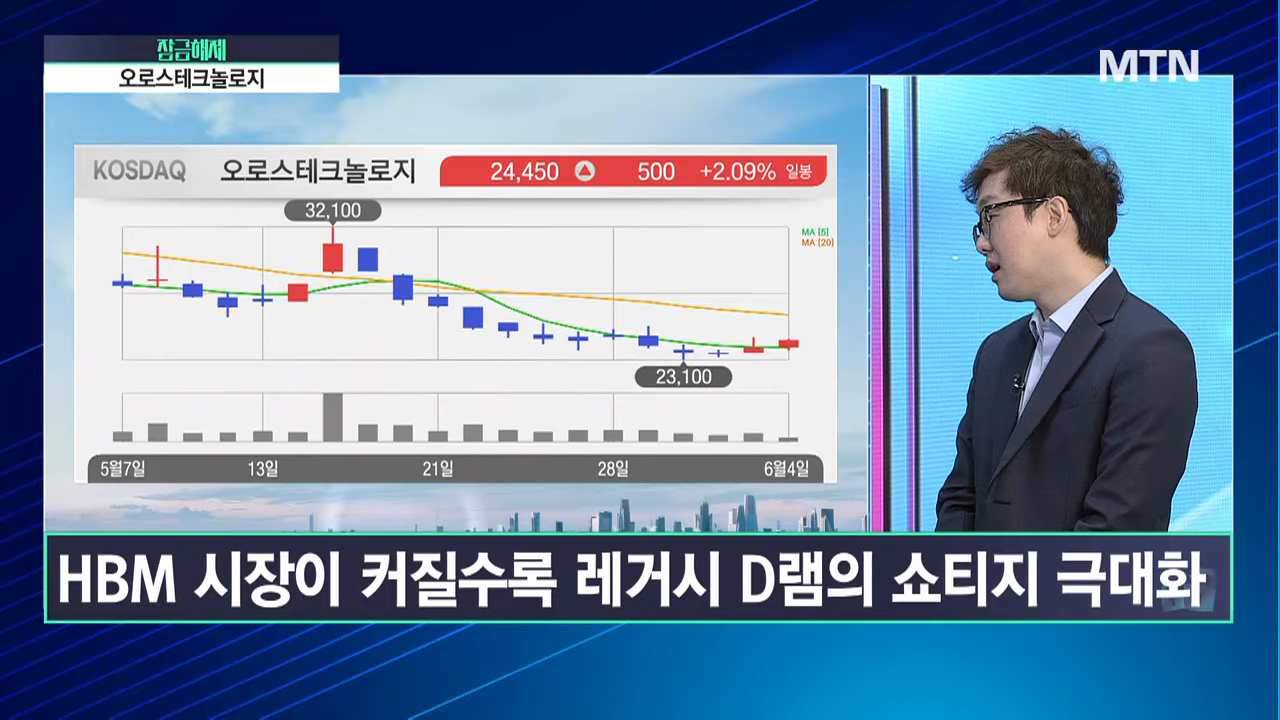 잠금해제
오로스테크놀로지
MTN
KOSDAQ 오로스테크놀로지 24,450 500 +2.09% 일봉
32,100
MA [5]
MA [20]
23,100
5월7일 13일 21일 28일 6월4일
HBM 시장이 커질수록 레거시 D램의 쇼티지 극대화